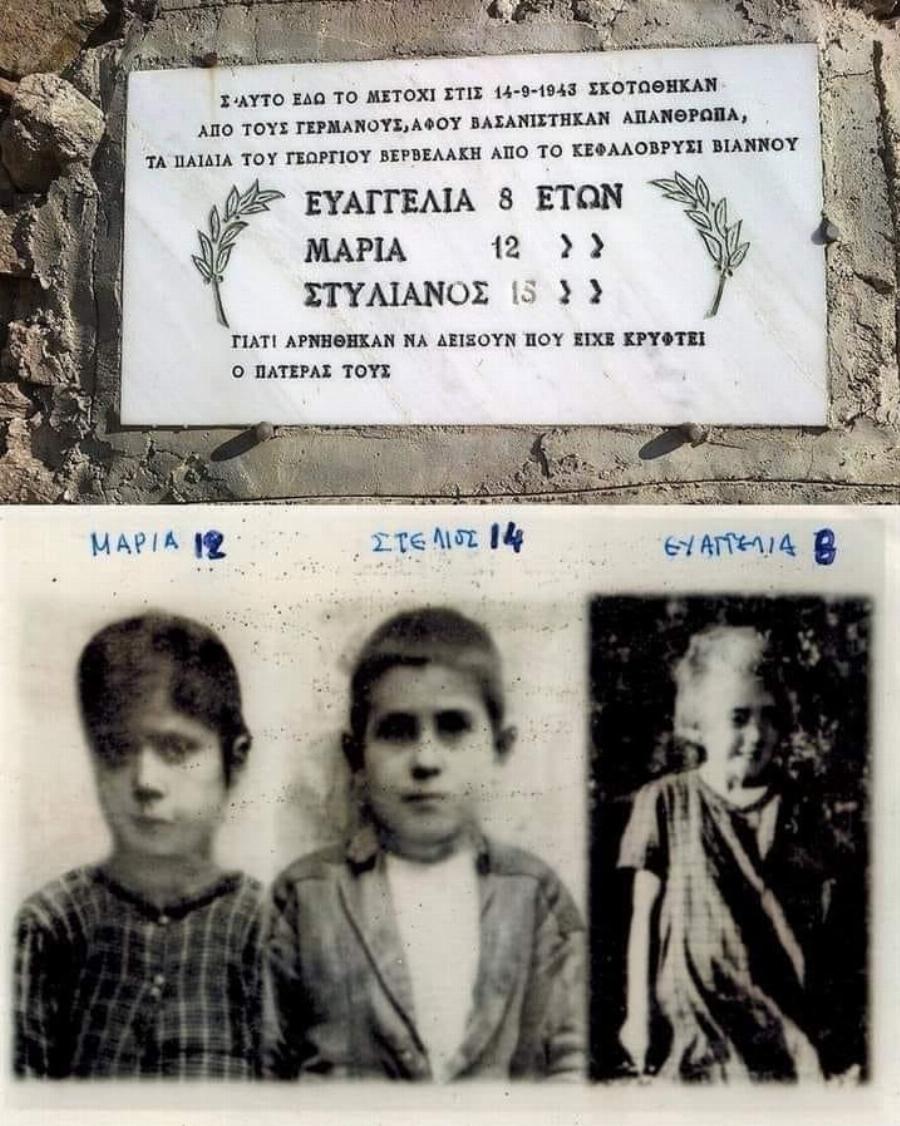 Σ'ΑΥΤΟ ΕΔΩ ΤΟ ΜΕΤΟΧΙ ΣΤΙΣ 14-9-1943 ΣΚΟΤΩΘΗΚΑΝ
ΑΠΟ ΤΟΥΣ ΓΕΡΜΑΝΟΥΣ,ΑΦΟΥ ΒΑΣΑΝΙΣΤΗΚΑΝ ΑΠΑΝΘΡΩΠΑ,
ΤΑ ΠΑΙΔΙΑ ΤΟΥ ΓΕΩΡΓΙΟΥ ΒΕΡΒΕΛΑΚΗ ΑΠΟ ΤΟ ΚΕΦΑΛΟΒΡΥΣΙ ΒΙΑΝΝΟΥ
ΕΥΑΓΓΕΛΙΑ 8 ΕΤΩΝ
ΜΑΡΙΑ 12 〉〉
ΣΤΥΛΙΑΝΟΣ 15 〉〉
ΓΙΑΤΙ ΑΡΝΗΘΗΚΑΝ ΝΑ ΔΕΙΞΟΥΝ ΠΟΥ ΕΙΧΕ ΚΡΥΦΤΕΙ
Ο ΠΑΤΕΡΑΣ ΤΟΥΣ
ΜΑΡΙΑ 12 ΣΤΕΛΙΟΣ 14 ΕΥΑΓΓΕΛΙΑ 8